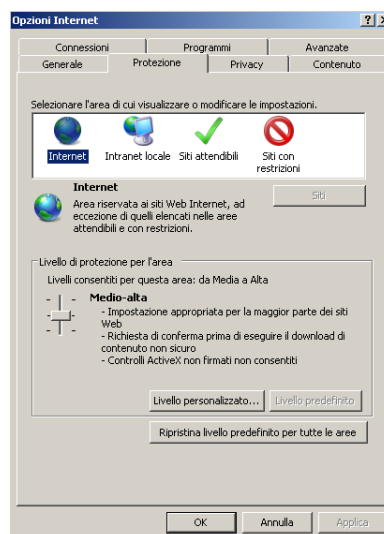 Opzioni Internet
Connessioni Programmi Avanzate
Generale Protezione Privacy Contenuto
Selezionare l'area di cui visualizzare o modificare le impostazioni.
Internet Intranet locale Siti attendibili Siti con
restrizioni
Internet
Area riservata ai siti Web Internet, ad
eccezione di quelli elencati nelle aree
attendibili e con restrizioni.
Siti
Livello di protezione per l'area
Livelli consentiti per questa area: da Media a Alta
Medio-alta
- Impostazione appropriata per la maggior parte dei siti
Web
- Richiesta di conferma prima di eseguire il download di
contenuto non sicuro
- Controlli ActiveX non firmati non consentiti
Livello personalizzato... Livello predefinito
Ripristina livello predefinito per tutte le aree
OK Annulla Applica